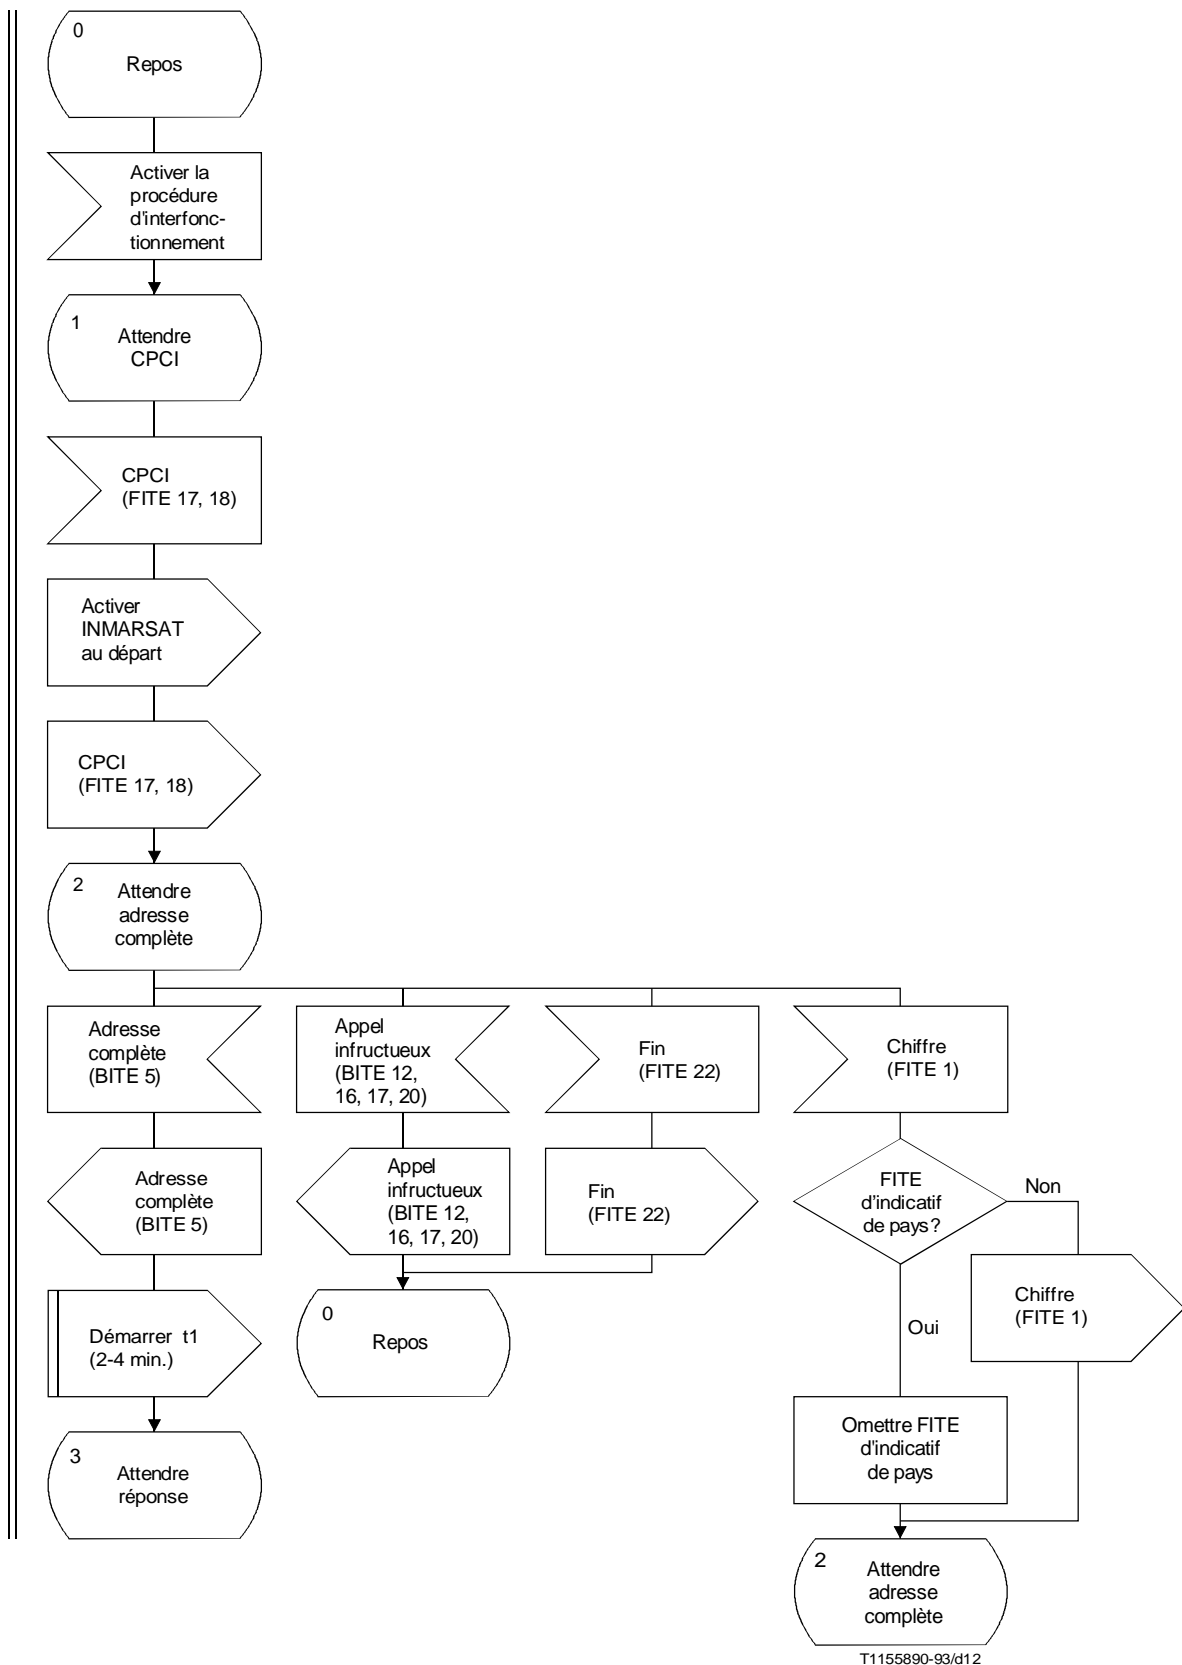 0
Repos
Activer la
procédure
d'interfonc-
tionnement
1
Attendre
CPCI
CPCI
(FITE 17, 18)
Activer
INMARSAT
au départ
CPCI
(FITE 17, 18)
2
Attendre
adresse
complète
Adresse
complète
(BITE 5)
Appel
infructueux
(BITE 12,
16, 17, 20)
Fin
(FITE 22)
Chiffre
(FITE 1)
Adresse
complète
(BITE 5)
Appel
infructueux
(BITE 12,
16, 17, 20)
Fin
(FITE 22)
FITE
d'indicatif
de pays?
Non
Chiffre
(FITE 1)
Oui
Démarrer t1
(2-4 min.)
0
Repos
Omettre FITE
d'indicatif
de pays
3
Attendre
réponse
2
Attendre
adresse
complète
T1155890-93/d12